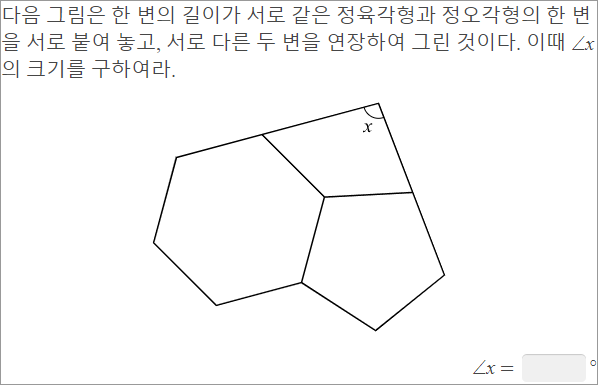 다음 그림은 한 변의 길이가 서로 같은 정육각형과 정오각형의 한 변
을 서로 붙여 놓고, 서로 다른 두 변을 연장하여 그린 것이다. 이때 ∠x
의 크기를 구하여라.
x
∠x = °